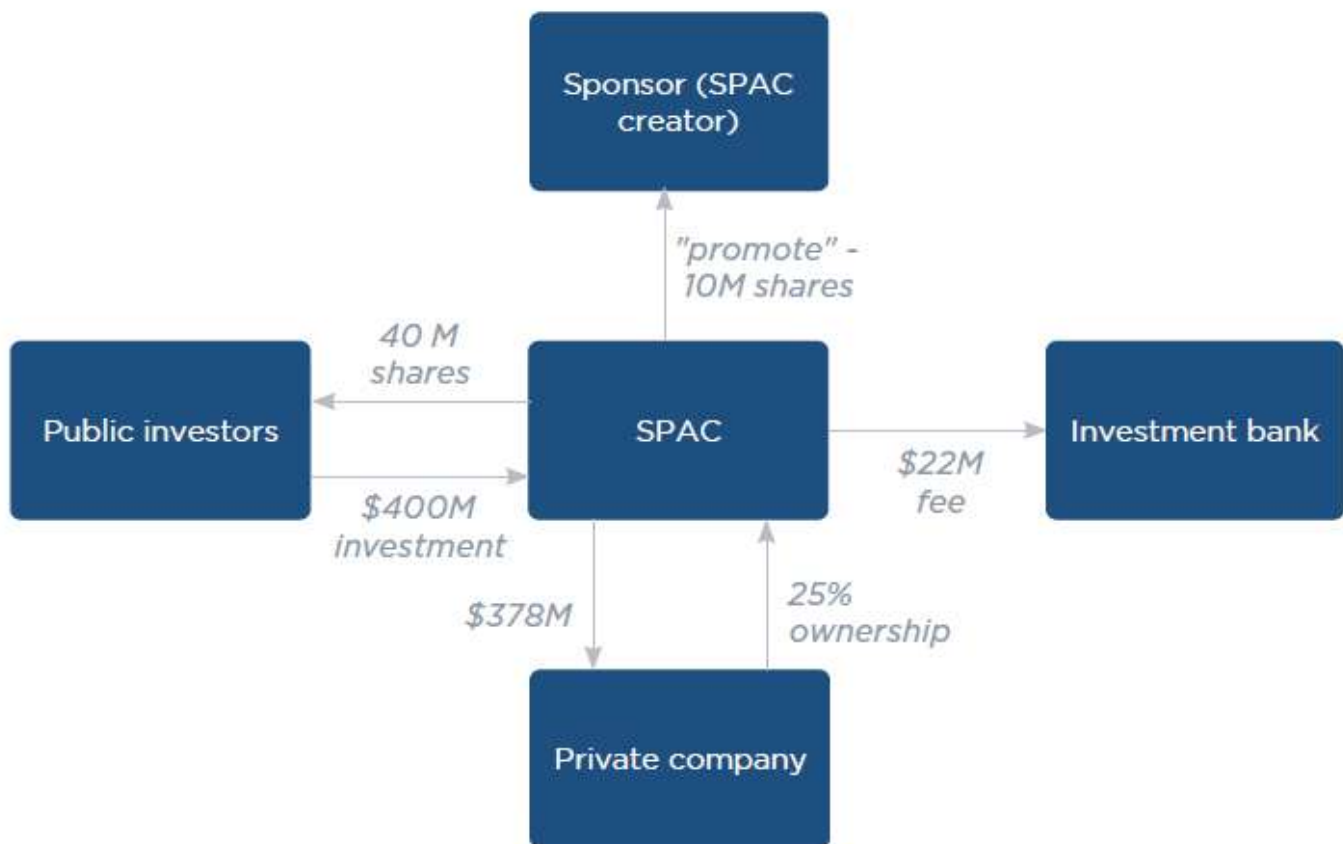 Sponsor (SPAC
creator)
"promote" -
10M shares
40 M
shares
Public investors
SPAC
Investment bank
$400M
investment
$22M
fee
$378M
25%
ownership
Private company